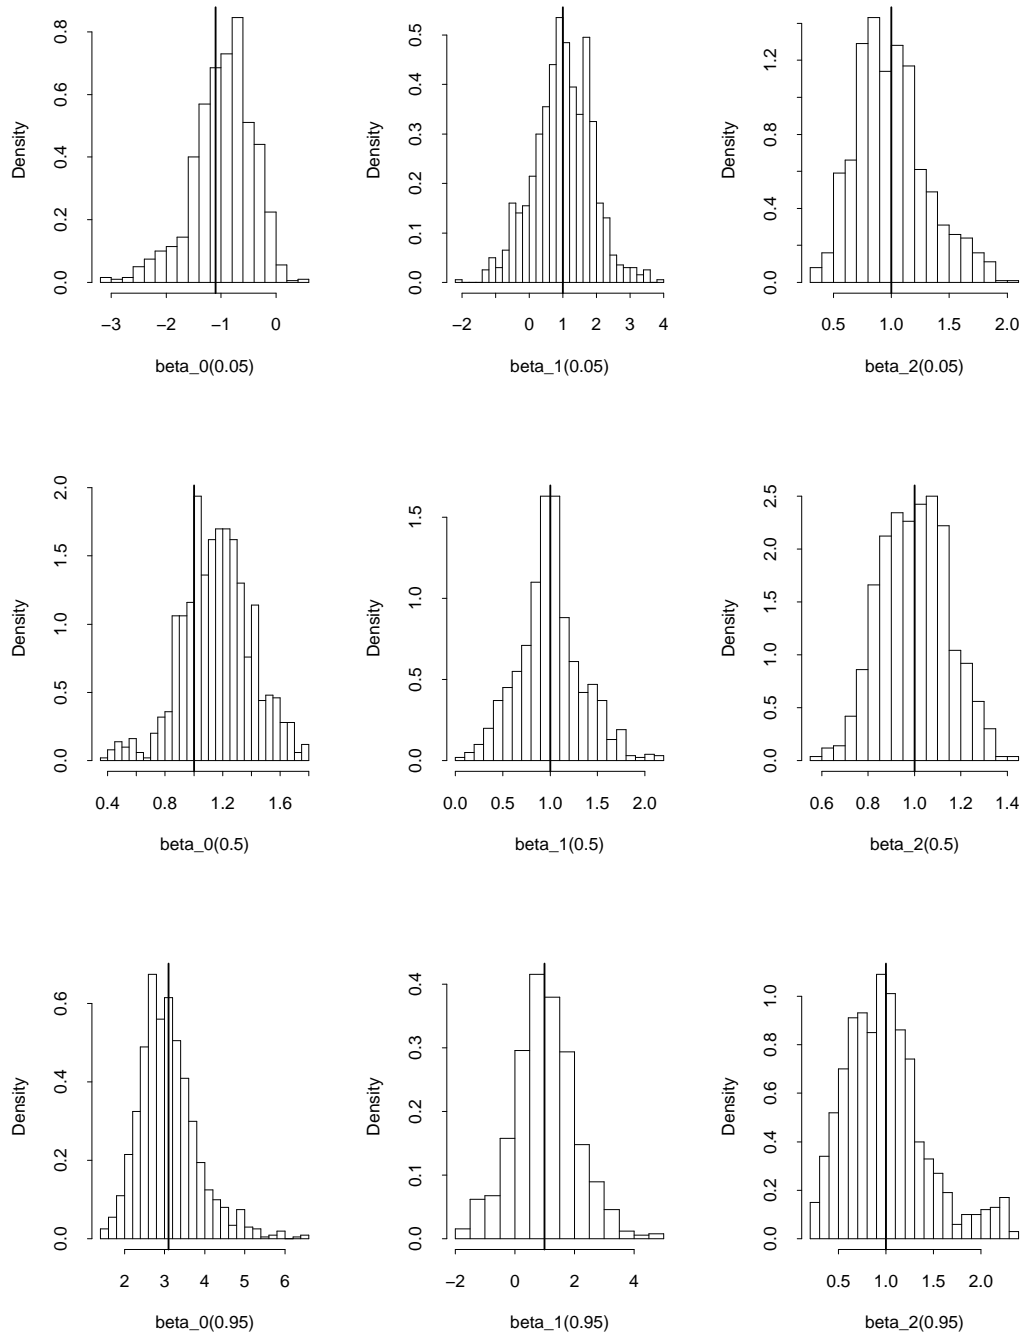 Density
0.0 0.2 0.4 0.6 0.8
−3 −2 −1 0
beta_0(0.05)
Density
0.0 0.1 0.2 0.3 0.4 0.5
−2 0 1 2 3 4
beta_1(0.05)
Density
0.0 0.4 0.8 1.2
0.5 1.0 1.5 2.0
beta_2(0.05)
Density
0.0 0.5 1.0 1.5 2.0
0.4 0.8 1.2 1.6
beta_0(0.5)
Density
0.0 0.5 1.0 1.5
0.0 0.5 1.0 1.5 2.0
beta_1(0.5)
Density
0.0 0.5 1.0 1.5 2.0 2.5
0.6 0.8 1.0 1.2 1.4
beta_2(0.5)
Density
0.0 0.2 0.4 0.6
2 3 4 5 6
beta_0(0.95)
Density
0.0 0.1 0.2 0.3 0.4
−2 0 2 4
beta_1(0.95)
Density
0.0 0.2 0.4 0.6 0.8 1.0
0.5 1.0 1.5 2.0
beta_2(0.95)